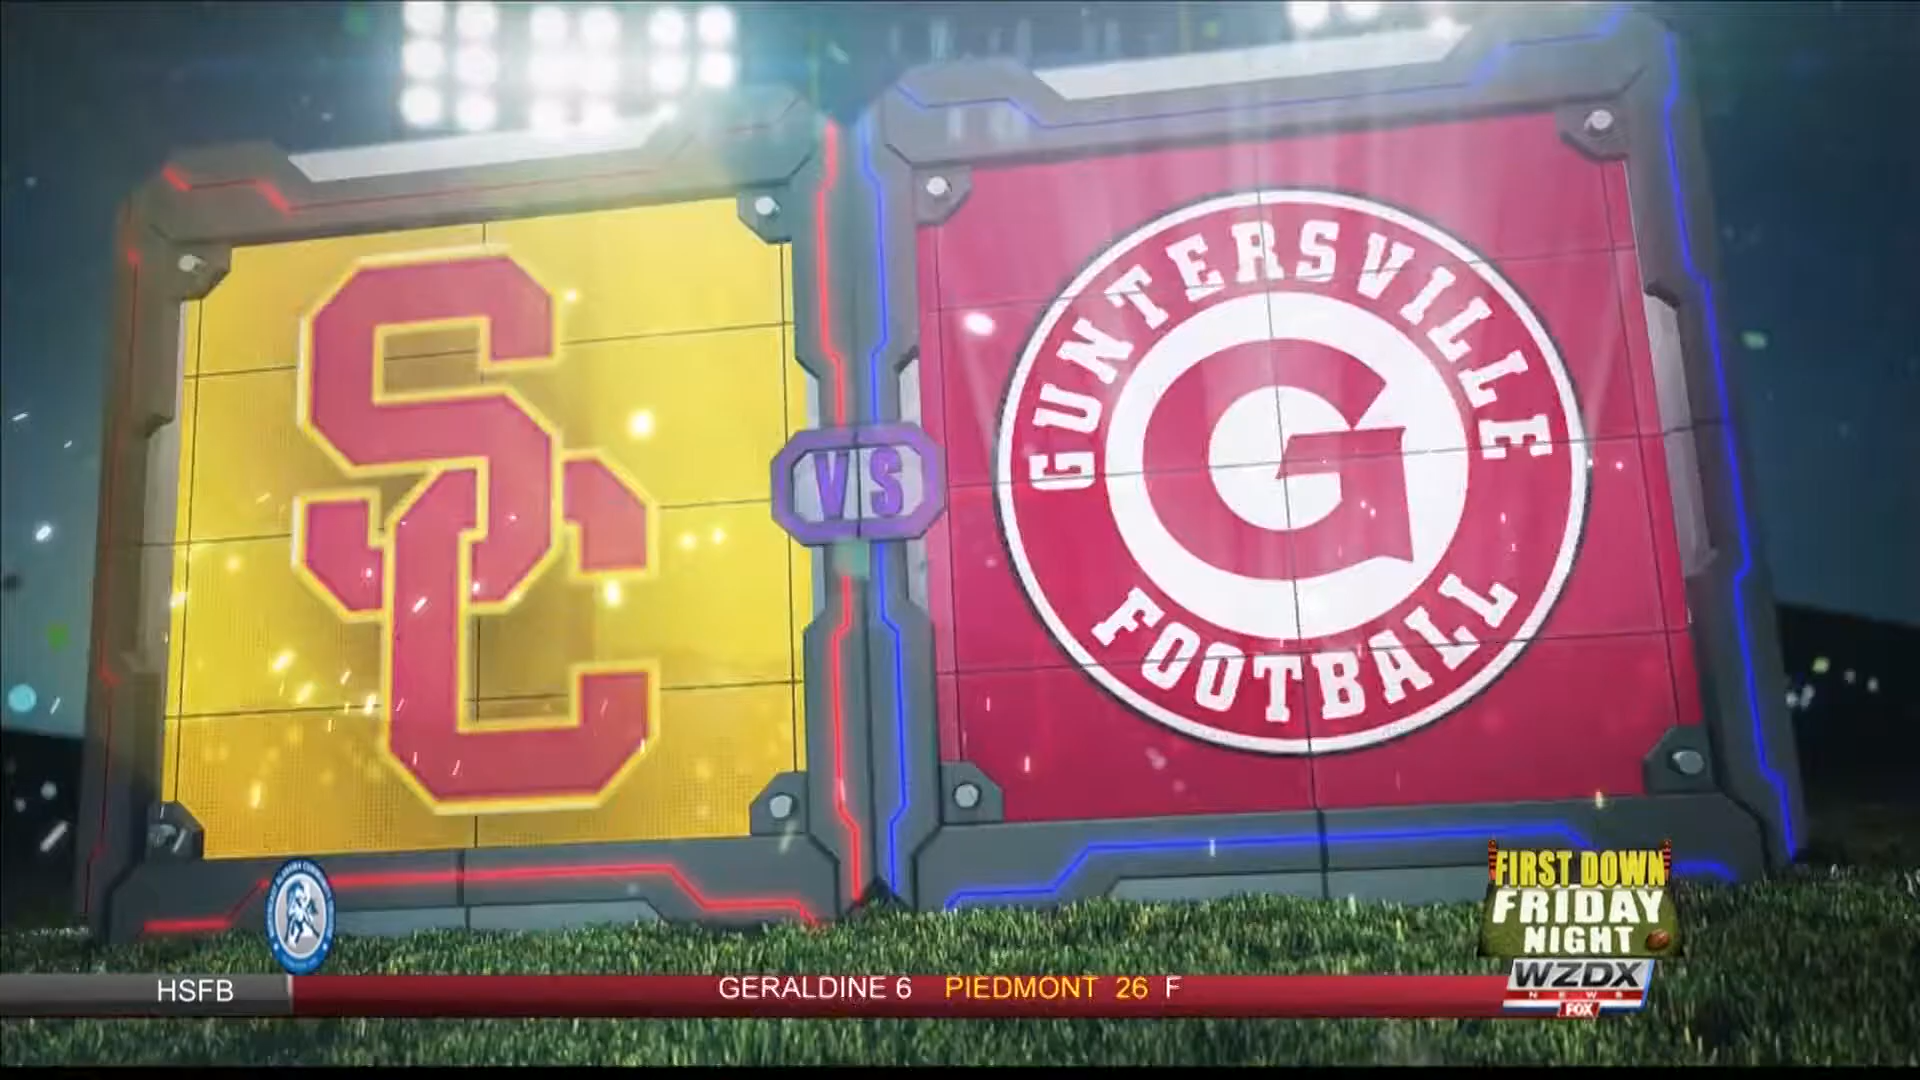 SC
VS
GUNTERSVILLE
G
FOOTBALL
FIRST DOWN
FRIDAY
NIGHT
HSFB
GERALDINE 6 PIEDMONT 26 F
WZDX
NEWS
FOX